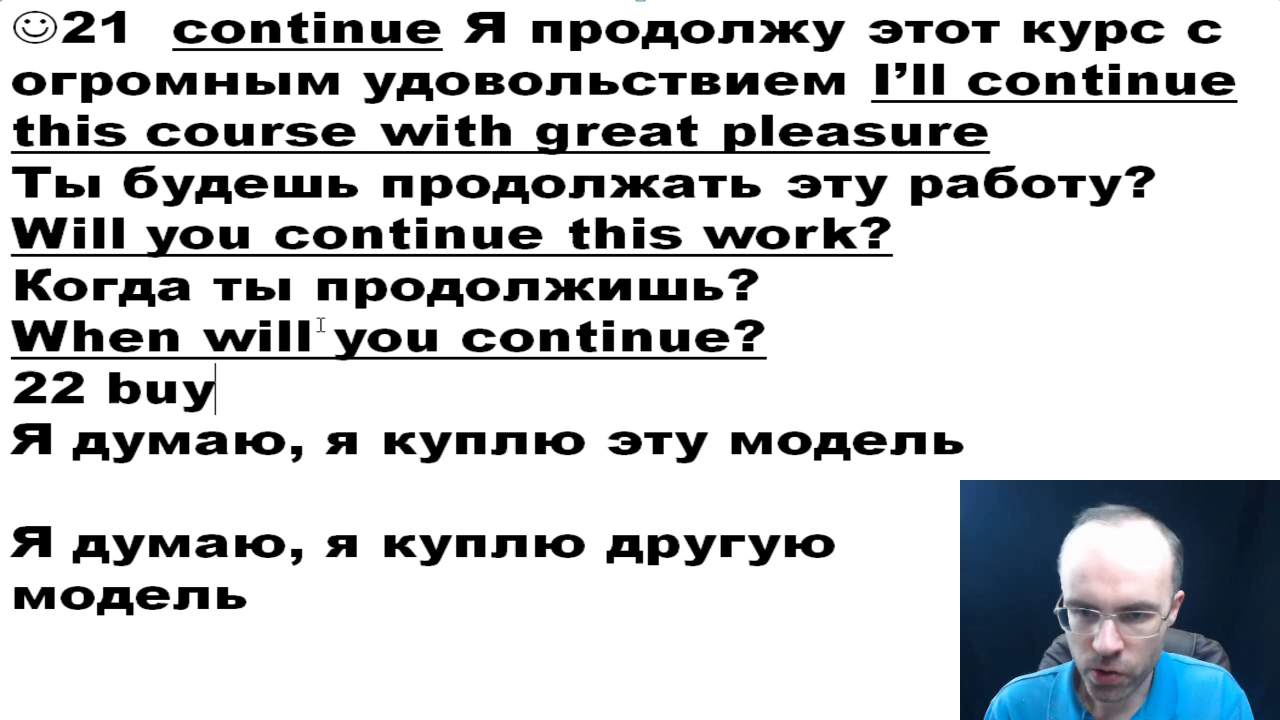 ☺21 continue Я продолжу этот курс с
огромным удовольствием I’ll continue
this course with great pleasure
Ты будешь продолжать эту работу?
Will you continue this work?
Когда ты продолжишь?
When will you continue?
22 buy
Я думаю, я куплю эту модель
Я думаю, я куплю другую
модель